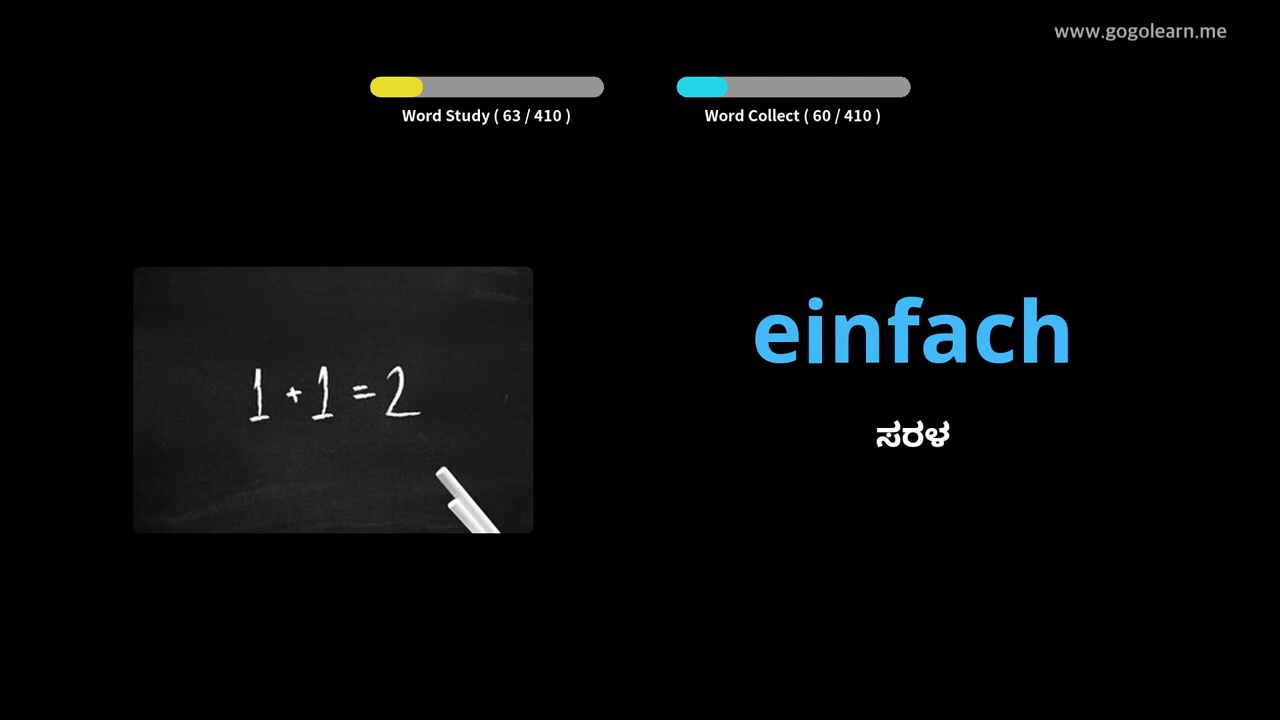 www.gogolearn.me
Word Study ( 63 / 410 )
Word Collect ( 60 / 410 )
1 + 1 = 2
einfach
ಸರಳ